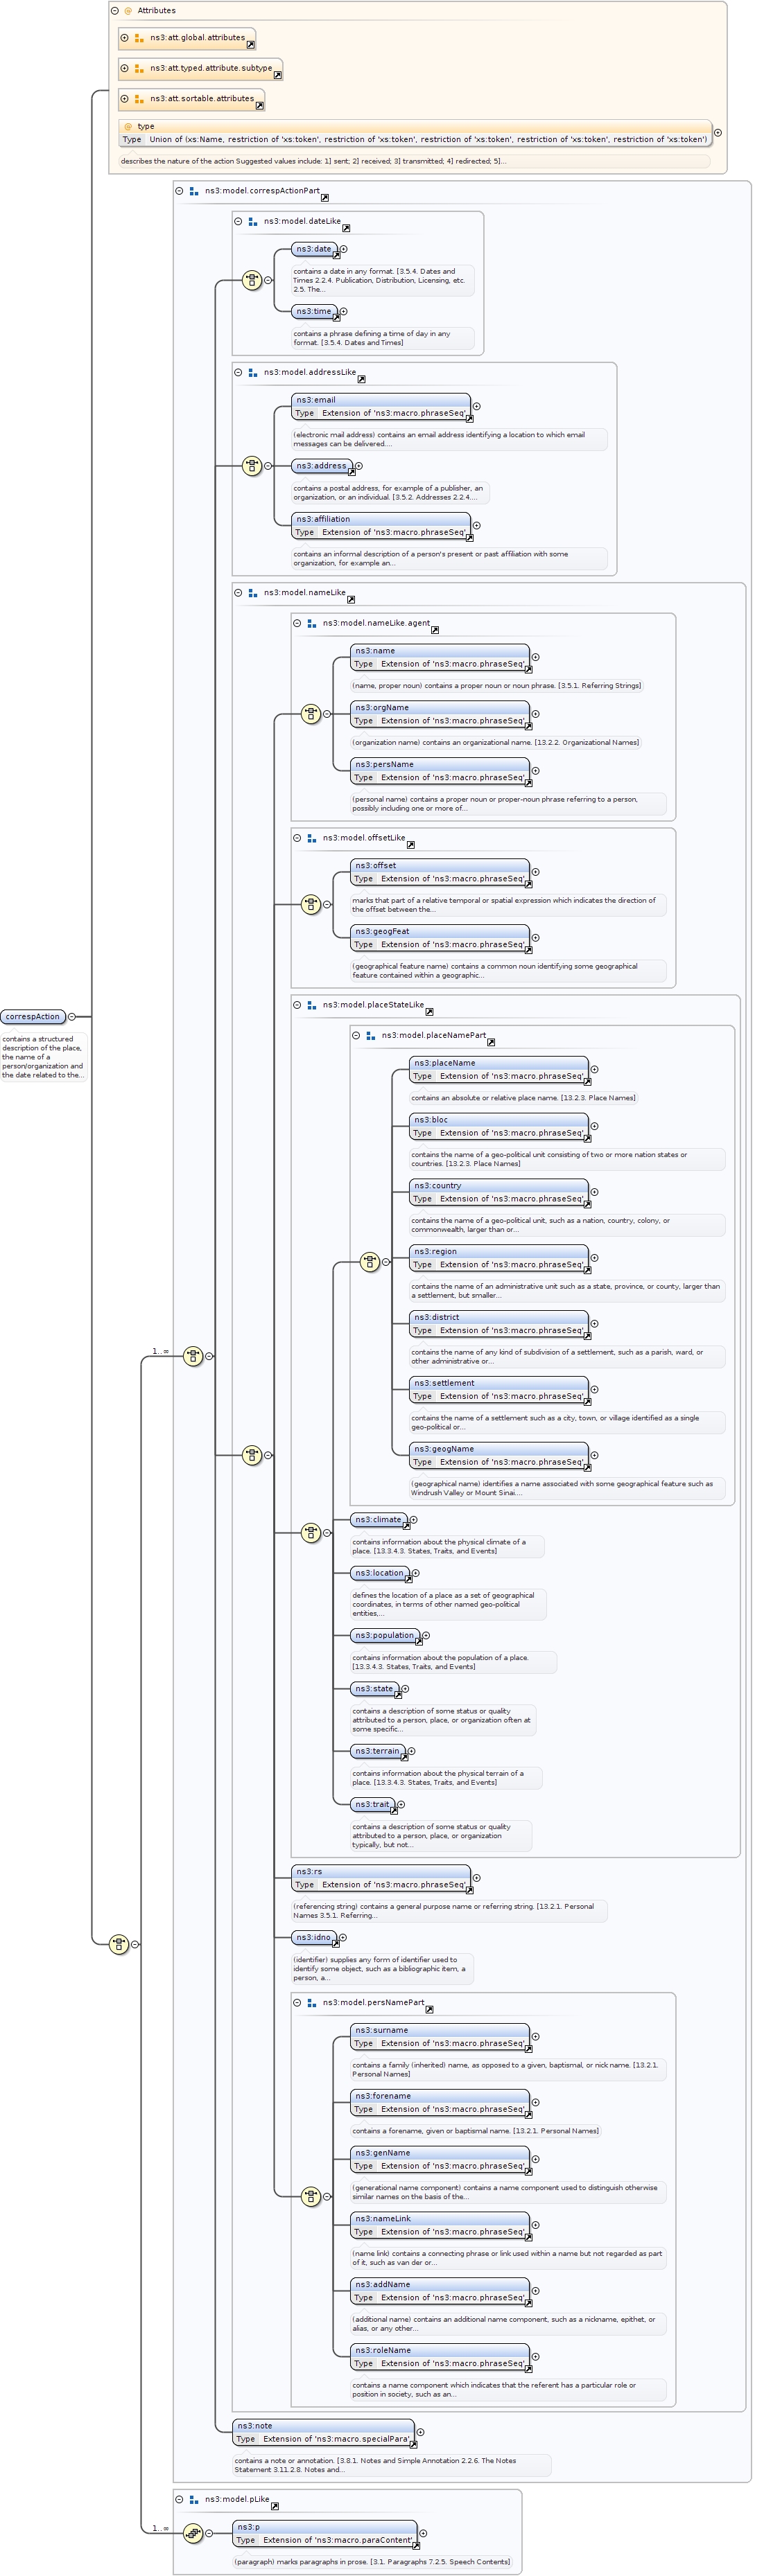 Attributes
ns3:att.global.attributes
ns3:att.typed.attribute.subtype
ns3:att.sortable.attributes
type
Type Union of (xs:Name, restriction of 'xs:token', restriction of 'xs:token', restriction of 'xs:token', restriction of 'xs:token', restriction of 'xs:token')
describes the nature of the action Suggested values include: 1] sent; 2] received; 3] transmitted; 4] redirected; 5]...
ns3:model.correspActionPart
ns3:model.dateLike
ns3:date
contains a date in any format. [3.5.4. Dates and
Times 2.2.4. Publication, Distribution, Licensing, etc.
2.5. The...
ns3:time
contains a phrase defining a time of day in any
format. [3.5.4. Dates and Times]
ns3:model.addressLike
ns3:email
Type Extension of 'ns3:macro.phraseSeq'
(electronic mail address) contains an email address identifying a location to which email
messages can be delivered....
ns3:address
contains a postal address, for example of a publisher, an
organization, or an individual. [3.5.2. Addresses 2.2.4....
ns3:affiliation
Type Extension of 'ns3:macro.phraseSeq'
contains an informal description of a person's present or past affiliation with some
organization, for example an...
ns3:model.nameLike
ns3:model.nameLike.agent
ns3:name
Type Extension of 'ns3:macro.phraseSeq'
(name, proper noun) contains a proper noun or noun phrase. [3.5.1. Referring Strings]
ns3:orgName
Type Extension of 'ns3:macro.phraseSeq'
(organization name) contains an organizational name. [13.2.2. Organizational Names]
ns3:persName
Type Extension of 'ns3:macro.phraseSeq'
(personal name) contains a proper noun or proper-noun phrase referring to a person,
possibly including one or more of...
ns3:model.offsetLike
ns3:offset
Type Extension of 'ns3:macro.phraseSeq'
marks that part of a relative temporal or spatial expression which indicates the direction of
the offset between the...
ns3:geogFeat
Type Extension of 'ns3:macro.phraseSeq'
(geographical feature name) contains a common noun identifying some geographical
feature contained within a geographic...
ns3:model.placeStateLike
correspAction
contains a structured
description of the place,
the name of a
person/organization and
the date related to the...
ns3:model.placeNamePart
ns3:placeName
Type Extension of 'ns3:macro.phraseSeq'
contains an absolute or relative place name. [13.2.3. Place Names]
ns3:bloc
Type Extension of 'ns3:macro.phraseSeq'
contains the name of a geo-political unit consisting of two or more nation states or
countries. [13.2.3. Place Names]
ns3:country
Type Extension of 'ns3:macro.phraseSeq'
contains the name of a geo-political unit, such as a nation, country, colony, or
commonwealth, larger than or...
ns3:region
Type Extension of 'ns3:macro.phraseSeq'
contains the name of an administrative unit such as a state, province, or county, larger than
a settlement, but smaller...
ns3:district
Type Extension of 'ns3:macro.phraseSeq'
contains the name of any kind of subdivision of a settlement, such as a parish, ward, or
other administrative or...
1..∞
ns3:settlement
Type Extension of 'ns3:macro.phraseSeq'
contains the name of a settlement such as a city, town, or village identified as a single
geo-political or...
ns3:geogName
Type Extension of 'ns3:macro.phraseSeq'
(geographical name) identifies a name associated with some geographical feature such as
Windrush Valley or Mount Sinai....
ns3:climate
contains information about the physical climate of a
place. [13.3.4.3. States, Traits, and Events]
ns3:location
defines the location of a place as a set of geographical
coordinates, in terms of other named geo-political
entities,...
ns3:population
contains information about the population of a place.
[13.3.4.3. States, Traits, and Events]
ns3:state
contains a description of some status or quality
attributed to a person, place, or organization often at
some specific...
ns3:terrain
contains information about the physical terrain of a
place. [13.3.4.3. States, Traits, and Events]
ns3:trait
contains a description of some status or quality
attributed to a person, place, or organization
typically, but not...
ns3:rs
Type Extension of 'ns3:macro.phraseSeq'
(referencing string) contains a general purpose name or referring string. [13.2.1. Personal
Names 3.5.1. Referring...
ns3:idno
(identifier) supplies any form of identifier used to
identify some object, such as a bibliographic item, a
person, a...
ns3:model.persNamePart
ns3:surname
Type Extension of 'ns3:macro.phraseSeq'
contains a family (inherited) name, as opposed to a given, baptismal, or nick name. [13.2.1.
Personal Names]
ns3:forename
Type Extension of 'ns3:macro.phraseSeq'
contains a forename, given or baptismal name. [13.2.1. Personal Names]
ns3:genName
Type Extension of 'ns3:macro.phraseSeq'
(generational name component) contains a name component used to distinguish otherwise
similar names on the basis of the...
ns3:nameLink
Type Extension of 'ns3:macro.phraseSeq'
(name link) contains a connecting phrase or link used within a name but not regarded as part
of it, such as van der or...
ns3:addName
Type Extension of 'ns3:macro.phraseSeq'
(additional name) contains an additional name component, such as a nickname, epithet, or
alias, or any other...
ns3:roleName
Type Extension of 'ns3:macro.phraseSeq'
contains a name component which indicates that the referent has a particular role or
position in society, such as an...
ns3:note
Type Extension of 'ns3:macro.specialPara'
contains a note or annotation. [3.8.1. Notes and Simple Annotation 2.2.6. The Notes
Statement 3.11.2.8. Notes and...
ns3:model.pLike
1..∞
ns3:p
Type Extension of 'ns3:macro.paraContent'
(paragraph) marks paragraphs in prose. [3.1. Paragraphs 7.2.5. Speech Contents]